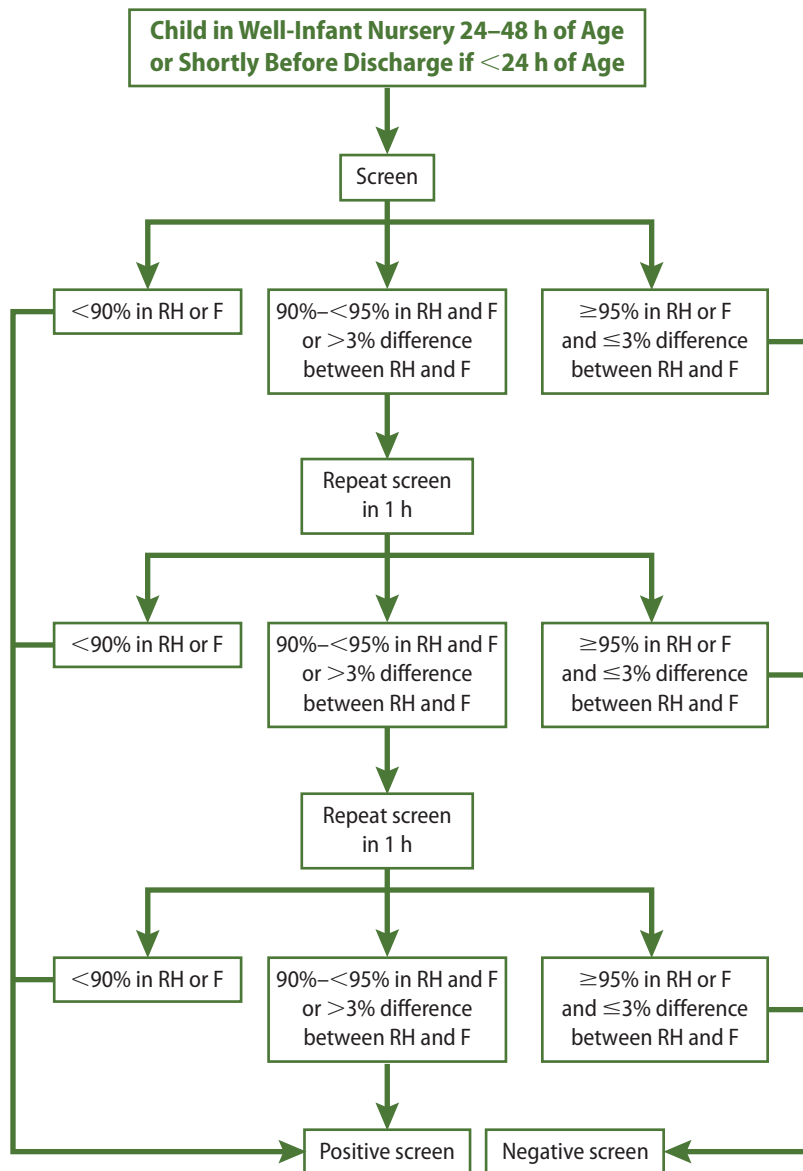 Child in Well-Infant Nursery 24–48 h of Age
or Shortly Before Discharge if <24 h of Age
Screen
<90% in RH or F
90%–<95% in RH and F
or >3% difference
between RH and F
≥95% in RH or F
and ≤3% difference
between RH and F
Repeat screen
in 1 h
<90% in RH or F
90%–<95% in RH and F
or >3% difference
between RH and F
≥95% in RH or F
and ≤3% difference
between RH and F
Repeat screen
in 1 h
<90% in RH or F
90%–<95% in RH and F
or >3% difference
between RH and F
≥95% in RH or F
and ≤3% difference
between RH and F
Positive screen
Negative screen